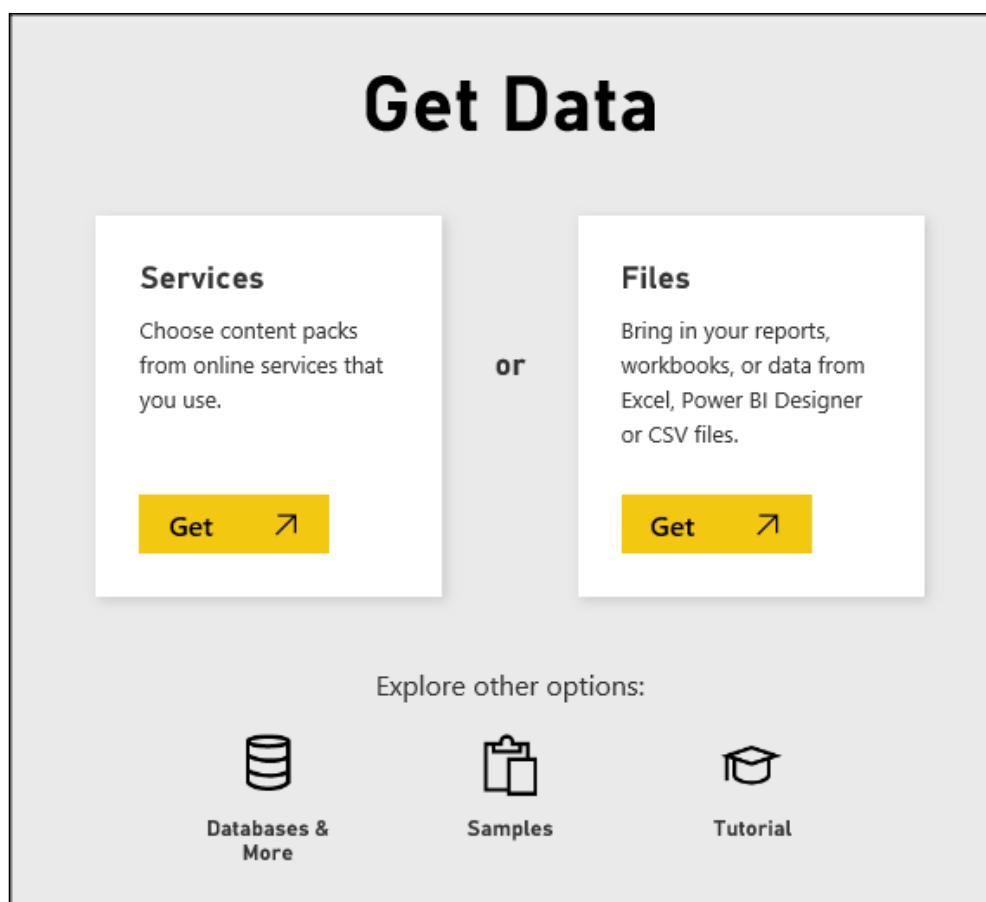 Get Data
Services
Choose content packs
from online services that
you use.
Get
or
Files
Bring in your reports,
workbooks, or data from
Excel, Power BI Designer
or CSV files.
Get
Explore other options:
Databases &
More
Samples
Tutorial